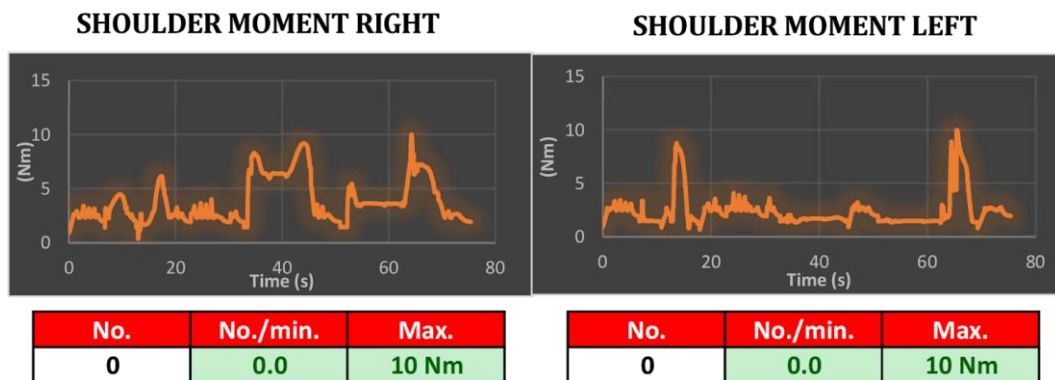 SHOULDER MOMENT RIGHT
15
10
5
0
(Nm)
0 20 40 60 80
Time (s)
No. No./min. Max.
0 0.0 10 Nm
SHOULDER MOMENT LEFT
15
10
5
0
(Nm)
0 20 40 60 80
Time (s)
No. No./min. Max.
0 0.0 10 Nm